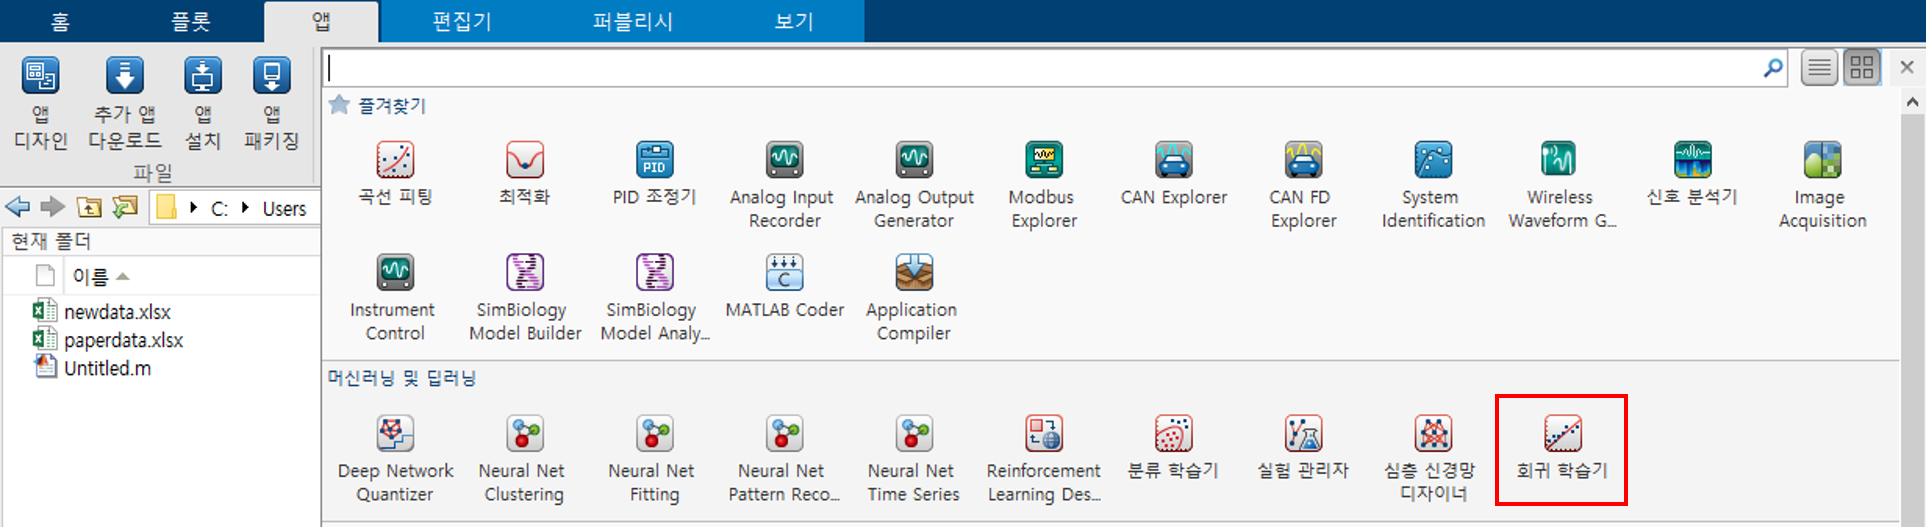 홈 플롯 앱 편집기 퍼블리시 보기
앱 디자인
추가 앱 다운로드
앱 설치
앱 패키징
파일
C: Users
현재 폴더
이름
newdata.xlsx
paperdata.xlsx
Untitled.m
즐겨찾기
곡선 피팅
최적화
PID
PID 조정기
Analog Input Recorder
Analog Output Generator
Modbus Explorer
CAN Explorer
CAN FD Explorer
System Identification
Wireless Waveform G...
신호 분석기
Image Acquisition
Instrument Control
SimBiology Model Builder
SimBiology Model Analy...
C
MATLAB Coder
Application Compiler
머신러닝 및 딥러닝
Deep Network Quantizer
Neural Net Clustering
Neural Net Fitting
Neural Net Pattern Reco...
Neural Net Time Series
Reinforcement Learning Des...
분류 학습기
실험 관리자
심층 신경망 디자이너
회귀 학습기